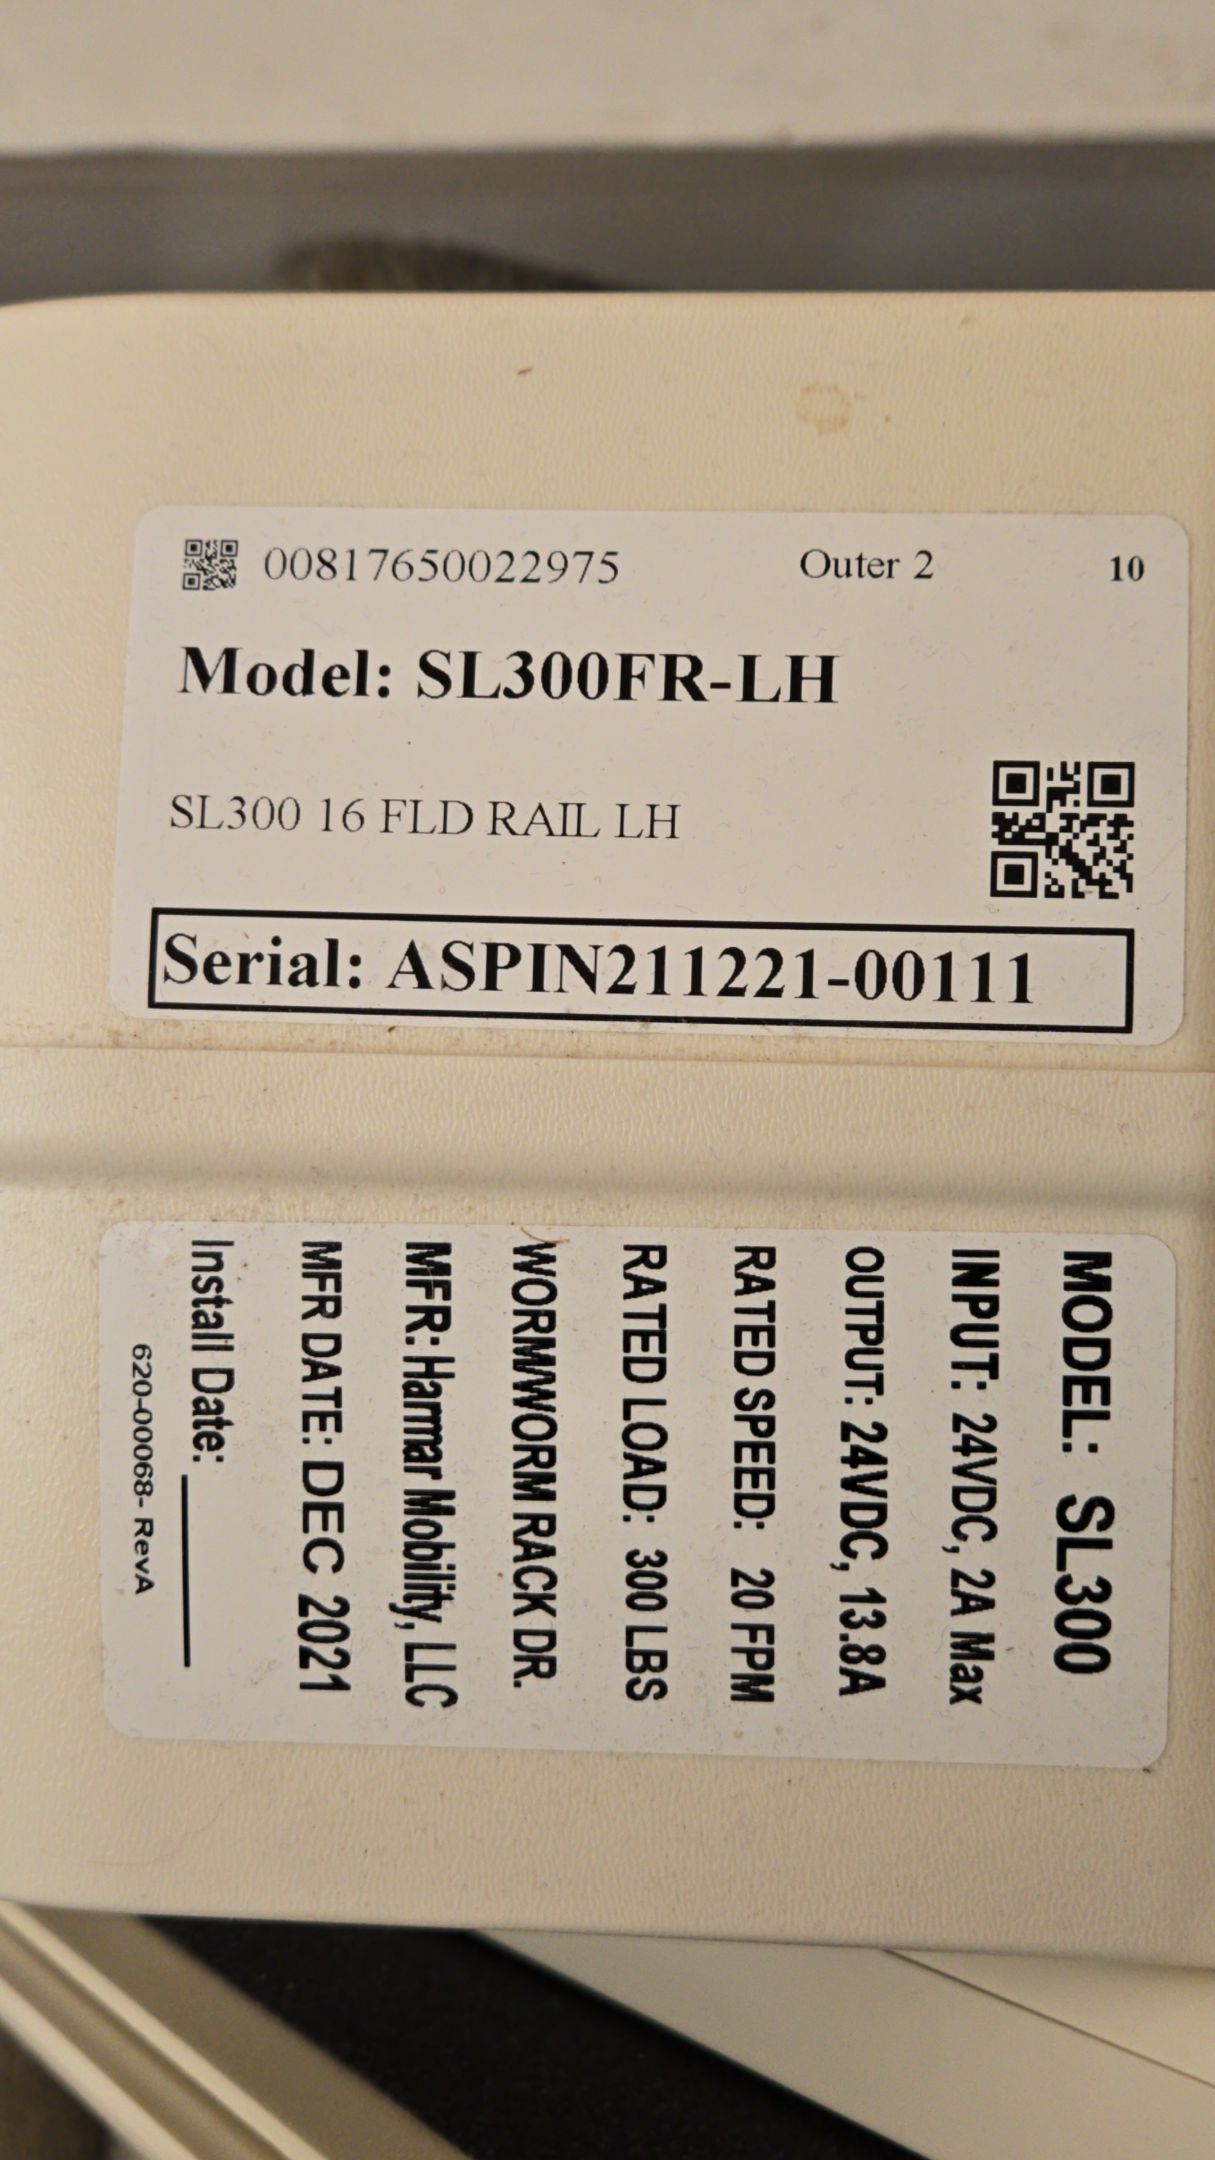 00817650022975 Outer 2 10
Model: SL300FR-LH
SL300 16 FLD RAIL LH
Serial: ASPIN211221-00111
MODEL: SL300
INPUT: 24VDC, 2A Max
OUTPUT: 24VDC, 13.8A
RATED SPEED: 20 FPM
RATED LOAD: 300 LBS
WORM/WORM RACK DR.
MFR: Harmar Mobility, LLC
MFR DATE: DEC 2021
Install Date:
620-00068- RevA